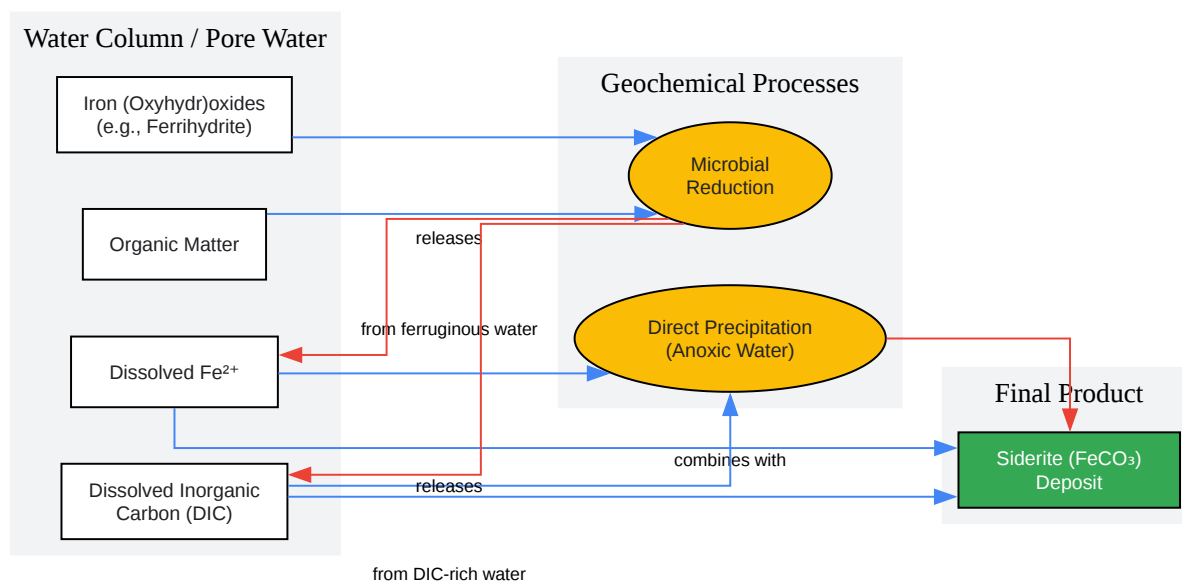 Water Column / Pore Water
Iron (Oxyhydr)oxides
(e.g., Ferrihydrite)
Organic Matter
Dissolved Fe²⁺
Dissolved Inorganic
Carbon (DIC)
releases
from ferruginous water
releases
from DIC-rich water
combines with
Geochemical Processes
Microbial
Reduction
Direct Precipitation
(Anoxic Water)
Final Product
Siderite (FeCO₃)
Deposit